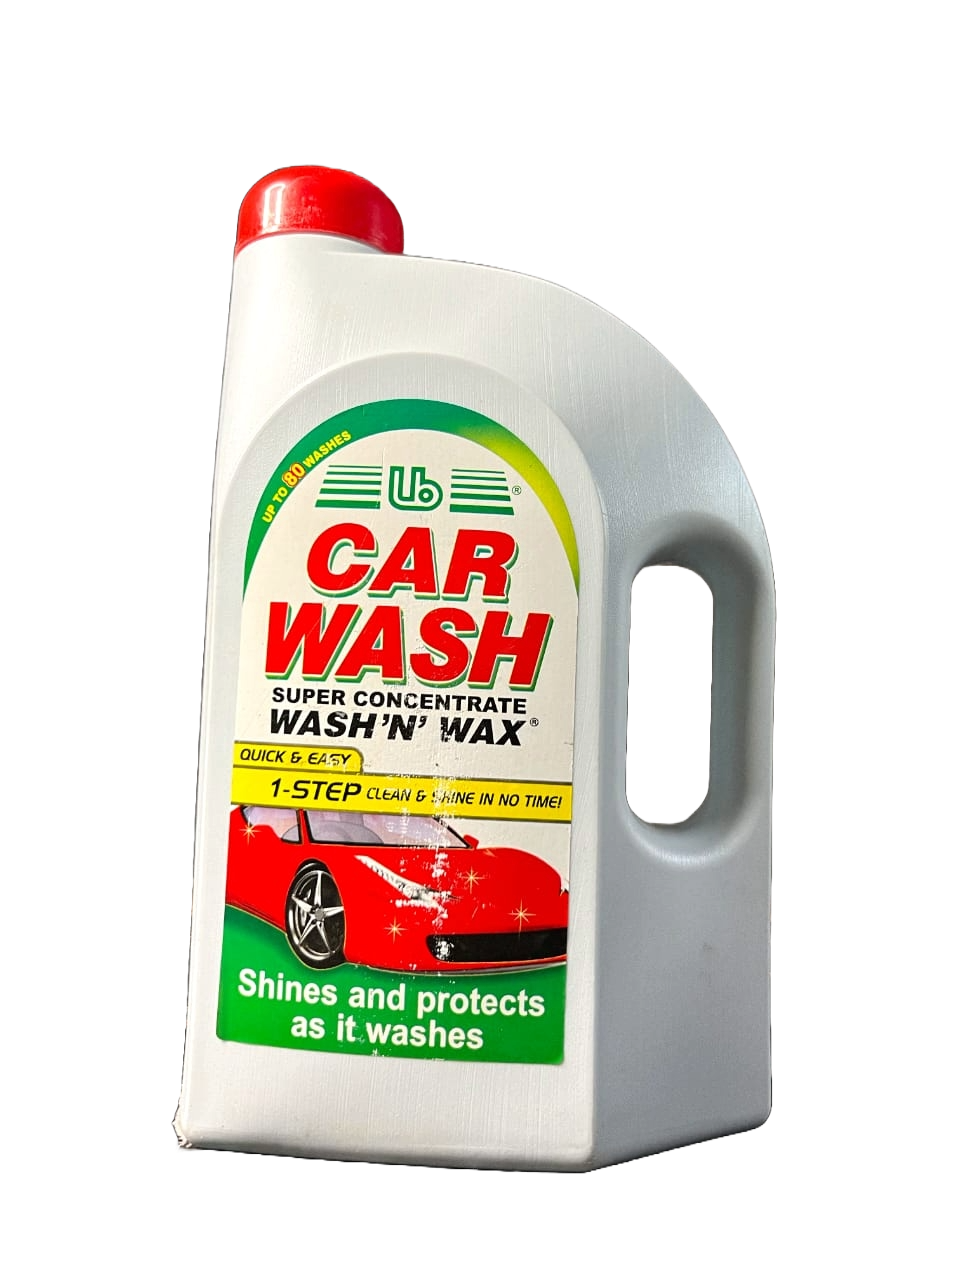 UP TO 80 WASHES
Ub ®
CAR
WASH
SUPER CONCENTRATE
WASH'N' WAX®
QUICK & EASY
1-STEP CLEAN & SHINE IN NO TIME!
Shines and protects
as it washes